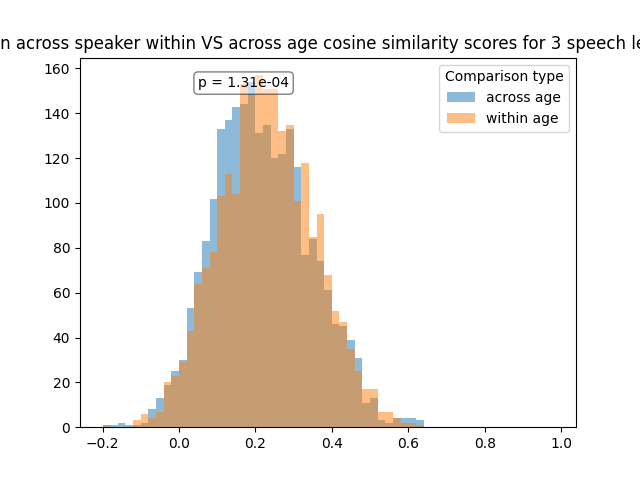 n across speaker within VS across age cosine similarity scores for 3 speech le
160
140
120
100
80
60
40
20
0
p = 1.31e-04
Comparison type
across age
within age
−0.2 0.0 0.2 0.4 0.6 0.8 1.0